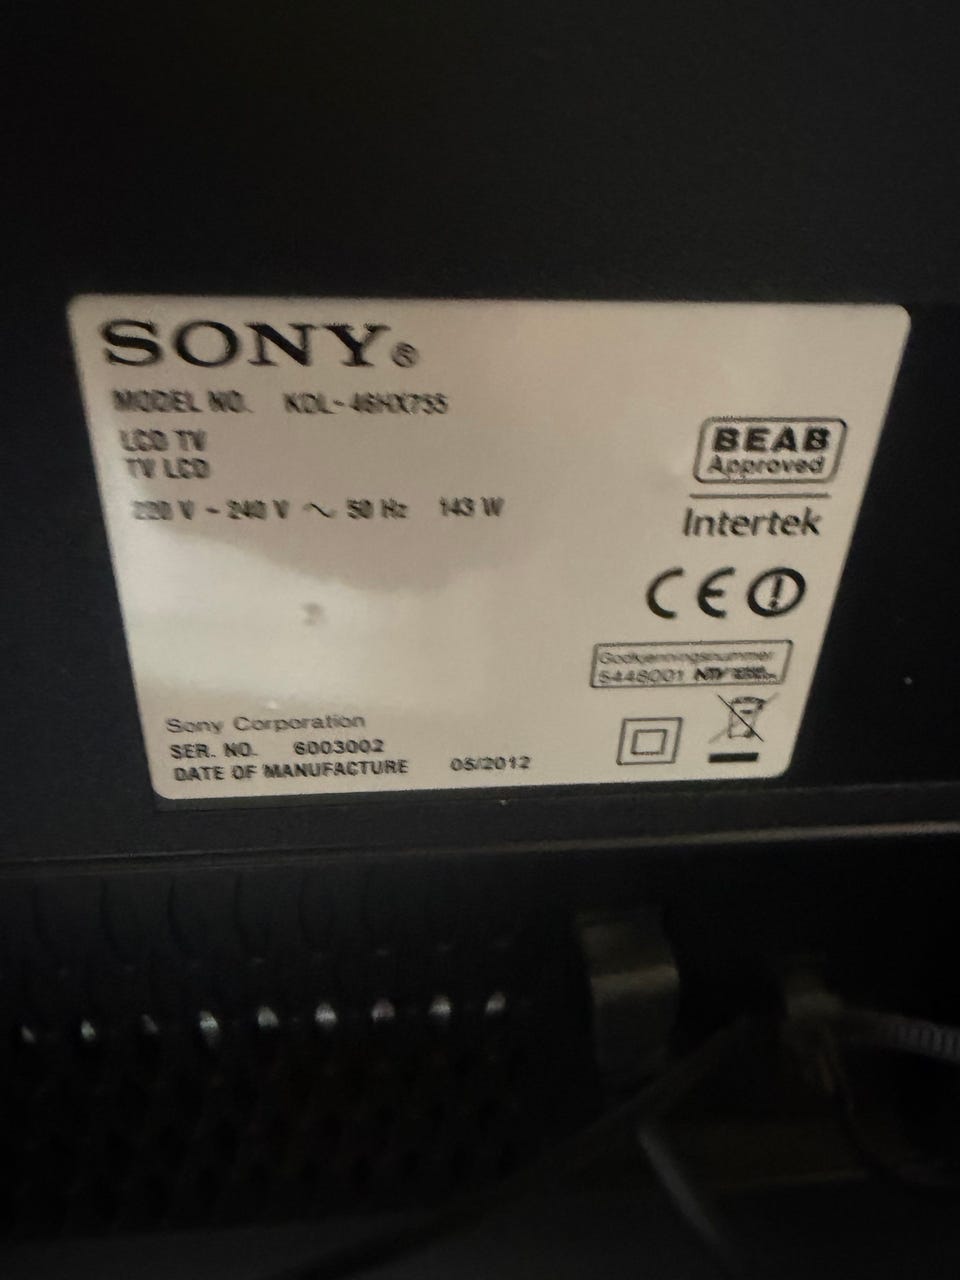 SONY®
MODEL NO. KDL-46HX755
LCD TV
TV LCD
220 V ~ 240 V ∼ 50 Hz 143 W
BEAB
Approved
Intertek
CE
Godkjenningsnummer
5448001
Sony Corporation
SER. NO. 6003002
DATE OF MANUFACTURE 05/2012